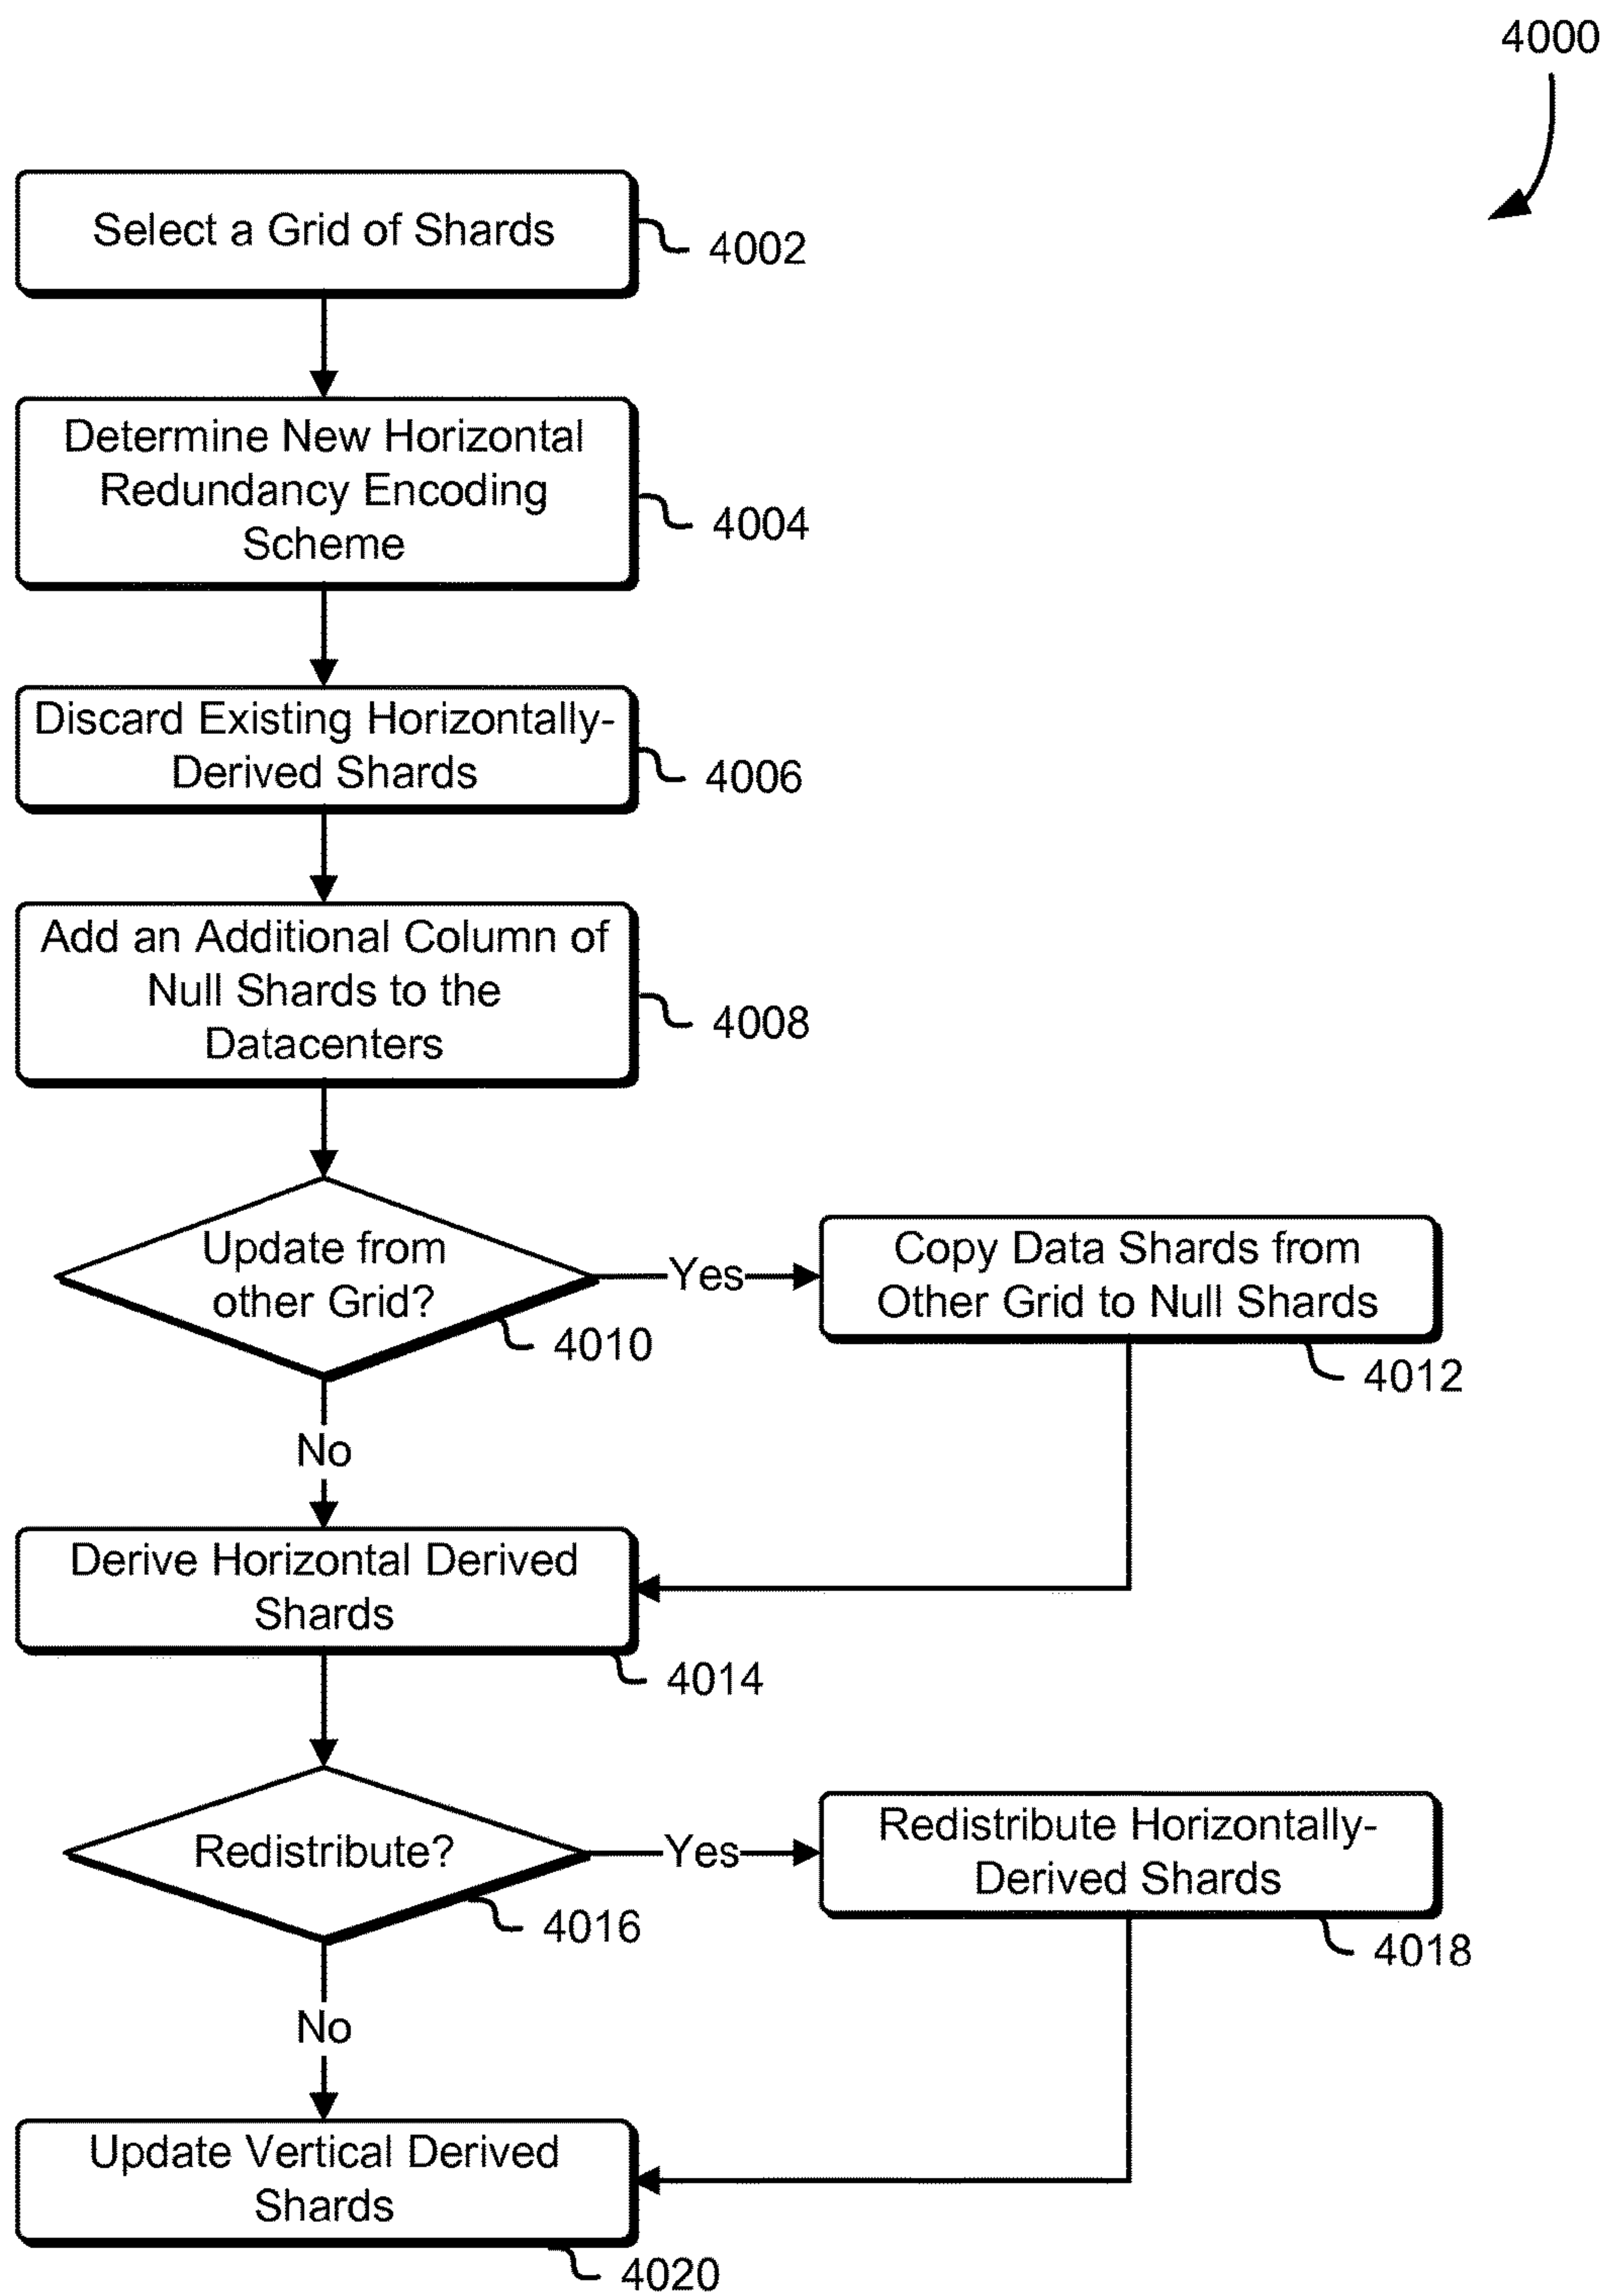 4000
Select a Grid of Shards
4002
Determine New Horizontal
Redundancy Encoding
Scheme
4004
Discard Existing Horizontally-
Derived Shards
4006
Add an Additional Column of
Null Shards to the
Datacenters
4008
Update from
other Grid?
4010
Yes
Copy Data Shards from
Other Grid to Null Shards
4012
No
Derive Horizontal Derived
Shards
4014
Redistribute?
4016
Yes
Redistribute Horizontally-
Derived Shards
4018
No
Update Vertical Derived
Shards
4020